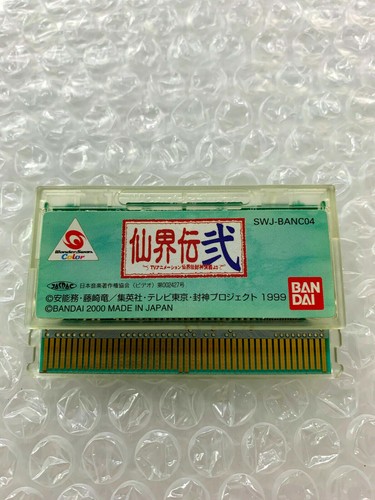 SWJ-BANC04
WonderSwan
Color
仙界伝弐
TVアニメーション仙界伝封神演義より
日本音楽著作権協会(ビデオ)第002427号
©安能務・藤崎竜/集英社・テレビ東京・封神プロジェクト 1999
©BANDAI 2000 MADE IN JAPAN
BAN
DAI